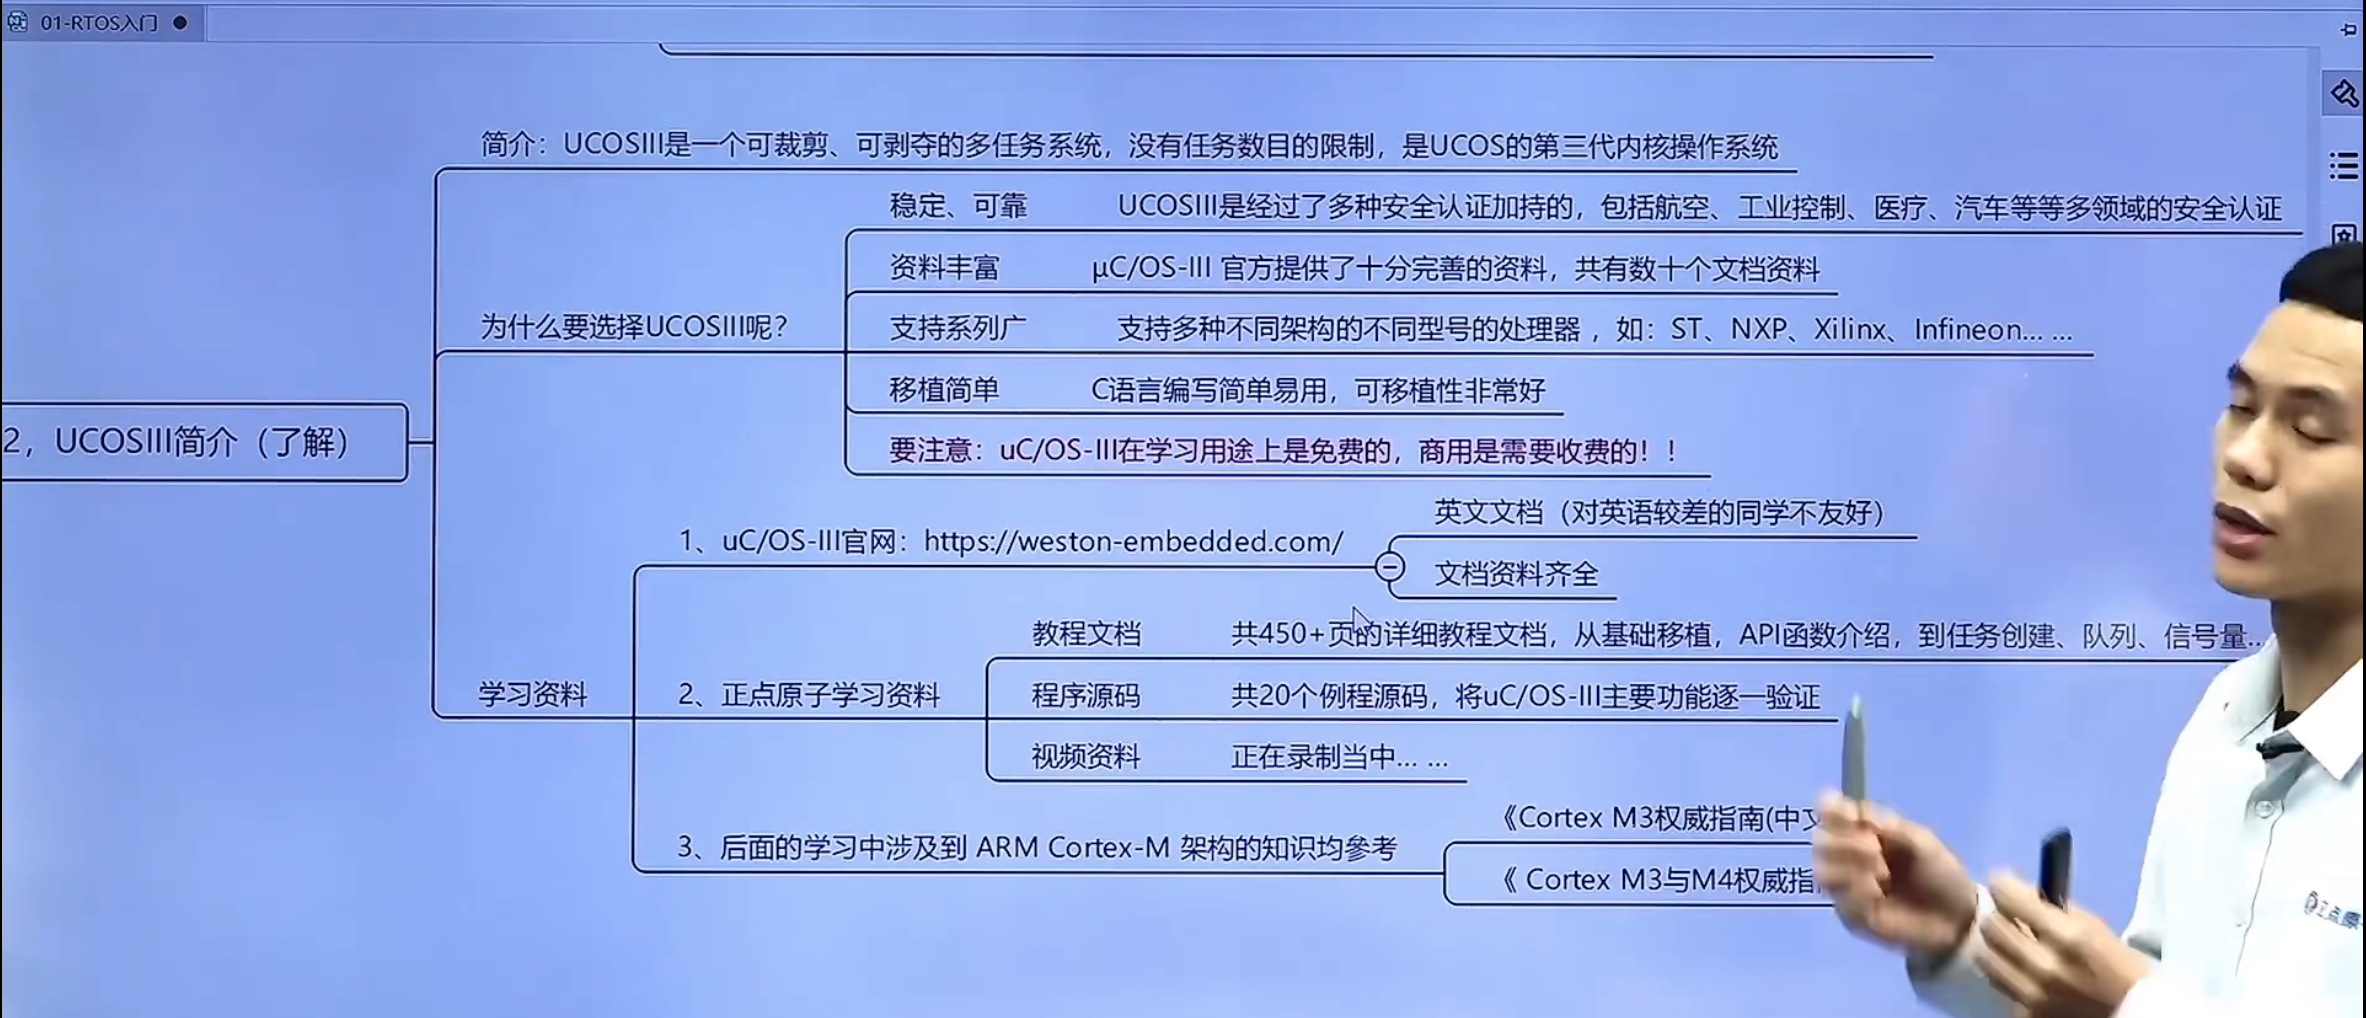 01-RTOS入门
简介：UCOSIII是一个可裁剪、可剥夺的多任务系统，没有任务数目的限制，是UCOS的第三代内核操作系统
稳定、可靠 UCOSIII是经过了多种安全认证加持的，包括航空、工业控制、医疗、汽车等等多领域的安全认证
资料丰富 μC/OS-III 官方提供了十分完善的资料，共有数十个文档资料
为什么要选择UCOSIII呢？ 支持系列广 支持多种不同架构的不同型号的处理器 ，如：ST、NXP、Xilinx、Infineon... ...
移植简单 C语言编写简单易用，可移植性非常好
2，UCOSIII简介（了解） 要注意：uC/OS-III在学习用途上是免费的，商用是需要收费的！！
英文文档（对英语较差的同学不友好）
1、uC/OS-III官网：https://weston-embedded.com/
文档资料齐全
教程文档 共450+页的详细教程文档，从基础移植，API函数介绍，到任务创建、队列、信号量...
学习资料 2、正点原子学习资料 程序源码 共20个例程源码，将uC/OS-III主要功能逐一验证
视频资料 正在录制当中... ...
《Cortex M3权威指南(中文
3、后面的学习中涉及到 ARM Cortex-M 架构的知识均参考
《 Cortex M3与M4权威指